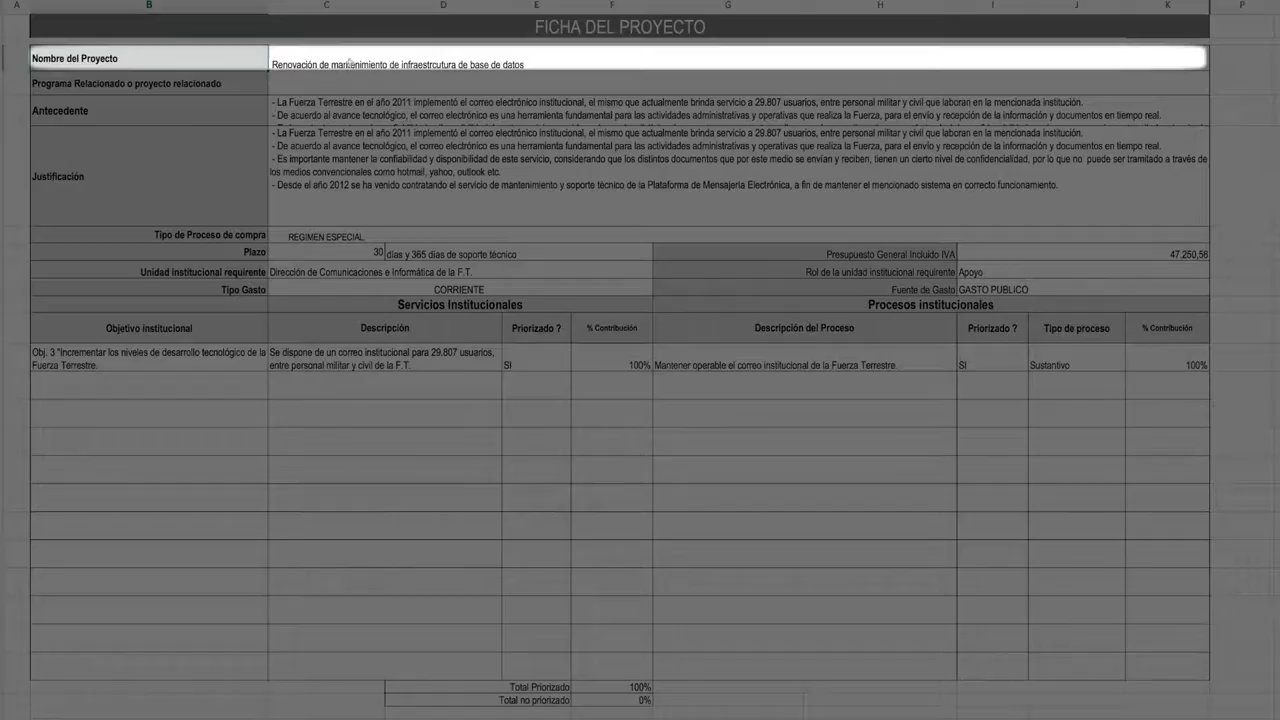 A B C D E F G H I J K P
FICHA DEL PROYECTO
Nombre del Proyecto
Renovación de mantenimiento de infraestrcutura de base de datos
Programa Relacionado o proyecto relacionado
Antecedente
- La Fuerza Terrestre en el año 2011 implementó el correo electrónico institucional, el mismo que actualmente brinda servicio a 29.807 usuarios, entre personal militar y civil que laboran en la mencionada institución.
- De acuerdo al avance tecnológico, el correo electrónico es una herramienta fundamental para las actividades administrativas y operativas que realiza la Fuerza, para el envío y recepción de la información y documentos en tiempo real.
Justificación
- La Fuerza Terrestre en el año 2011 implementó el correo electrónico institucional, el mismo que actualmente brinda servicio a 29.807 usuarios, entre personal militar y civil que laboran en la mencionada institución.
- De acuerdo al avance tecnológico, el correo electrónico es una herramienta fundamental para las actividades administrativas y operativas que realiza la Fuerza, para el envío y recepción de la información y documentos en tiempo real.
- Es importante mantener la confiabilidad y disponibilidad de este servicio, considerando que los distintos documentos que por este medio se envían y reciben, tienen un cierto nivel de confidencialidad, por lo que no puede ser tramilado a través de
los medios convencionales como hotmail, yahoo, outlook etc.
- Desde el año 2012 se ha venido contratando el servicio de mantenimiento y soporte técnico de la Plataforma de Mensajería Electrónica, a fin de mantener el mencionado sistema en correcto funcionamiento.
Tipo de Proceso de compra REGIMEN ESPECIAL
Plazo 30 días y 365 días de soporte técnico Presupuesto General Incluido IVA 47.250,56
Unidad institucional requirente Dirección de Comunicaciones e Informática de la F.T. Rol de la unidad institucional requirente Apoyo
Tipo Gasto CORRIENTE Fuente de Gasto GASTO PUBLICO
Servicios Institucionales Procesos institucionales
Objetivo institucional Descripción Priorizado ? % Contribución Descripción del Proceso Priorizado ? Tipo de proceso % Contribución
Obj. 3 "Incrementar los niveles de desarrollo tecnológico de la Se dispone de un correo institucional para 29.807 usuarios,
Fuerza Terrestre. entre personal militar y civil de la F.T. SI 100% Mantener operable el correo institucional de la Fuerza Terrestre. SI Sustantivo 100%
Total Priorizado 100%
Total no priorizado 0%